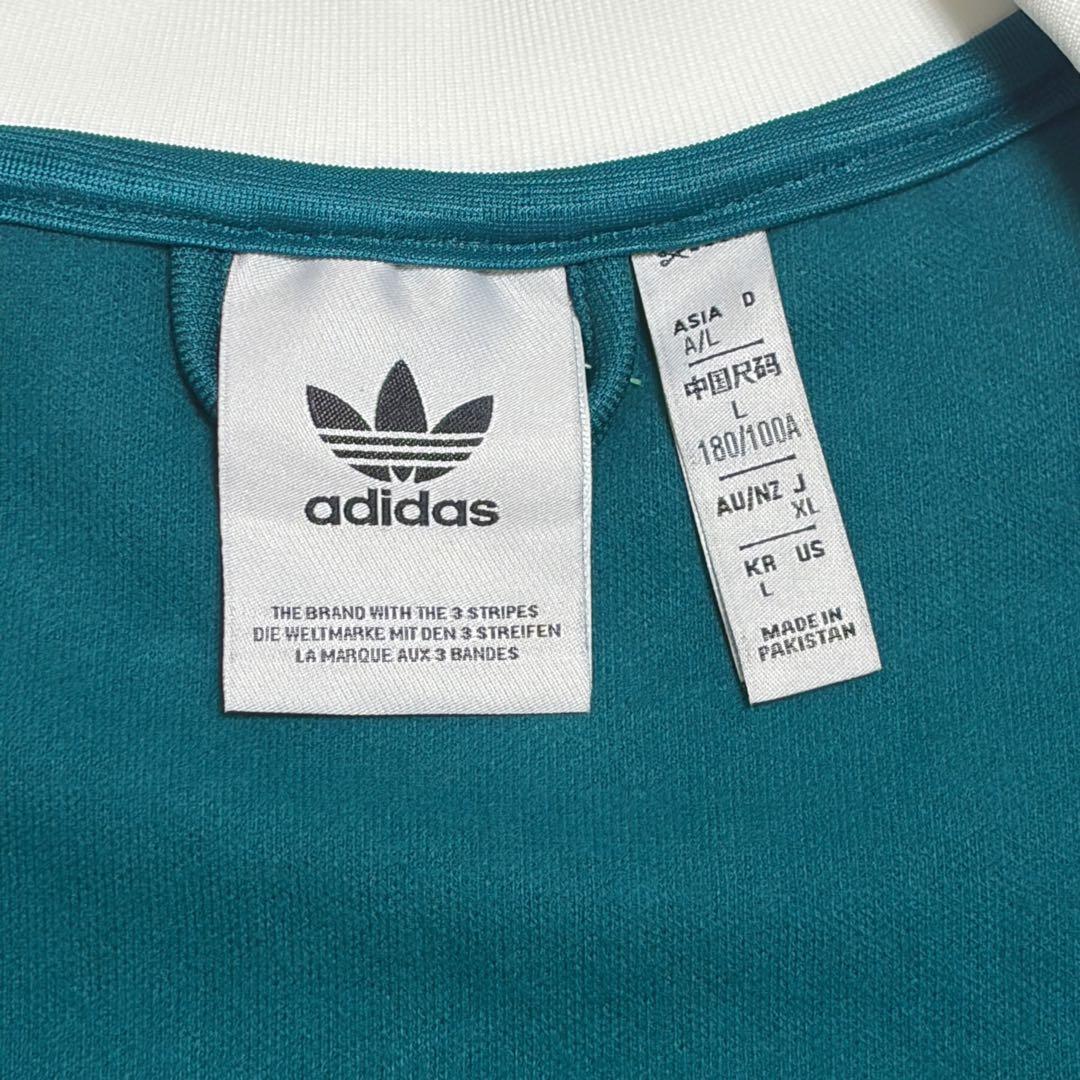 adidas
THE BRAND WITH THE 3 STRIPES
DIE WELTMARKE MIT DEN 3 STREIFEN
LA MARQUE AUX 3 BANDES
ASIA D
A/L
中国尺码
L
180/100A
AU/NZ J
XL
KR US
L
MADE IN
PAKISTAN